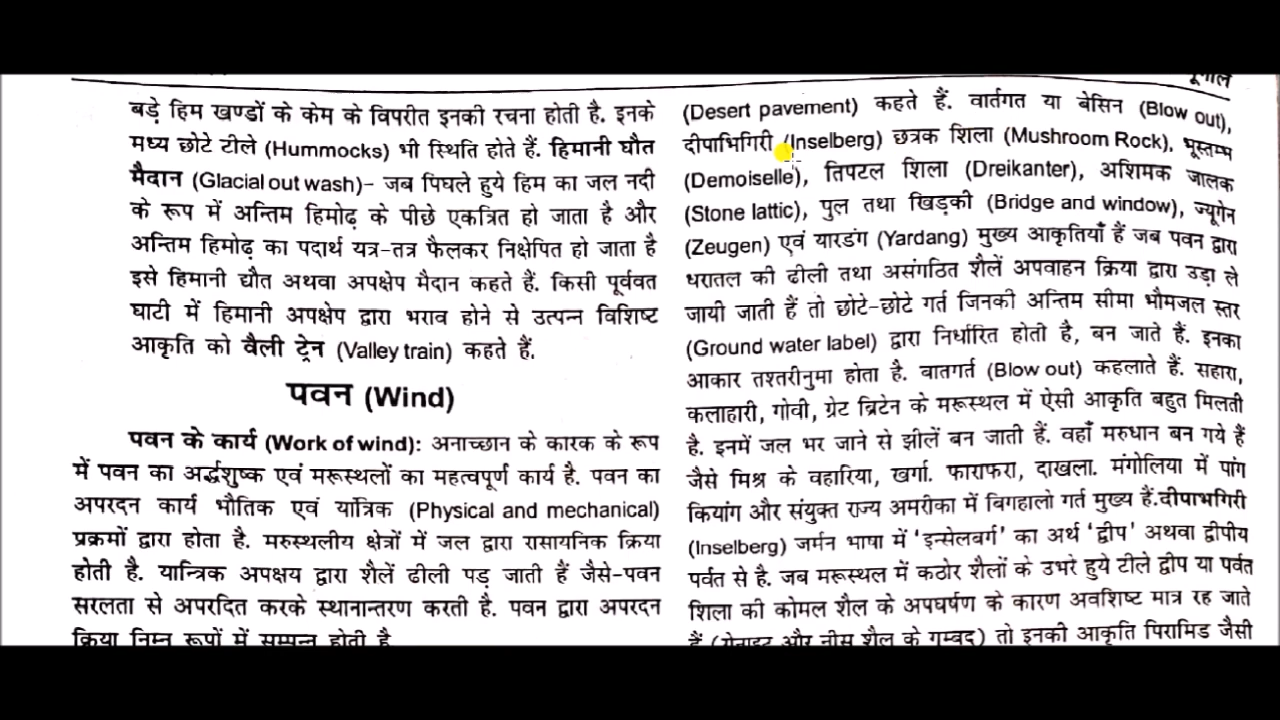 भूगोल
बड़े हिम खण्डों के केम के विपरीत इनकी रचना होती है. इनके
मध्य छोटे टीले (Hummocks) भी स्थिति होते हैं. हिमानी घौत
मैदान (Glacial out wash)- जब पिघले हुये हिम का जल नदी
के रूप में अन्तिम हिमोढ़ के पीछे एकत्रित हो जाता है और
अन्तिम हिमोढ़ का पदार्थ यत्र-तत्र फैलकर निक्षेपित हो जाता है
इसे हिमानी द्यौत अथवा अपक्षेप मैदान कहते हैं. किसी पूर्ववत
घाटी में हिमानी अपक्षेप द्वारा भराव होने से उत्पन्न विशिष्ट
आकृति को वैली ट्रेन (Valley train) कहते हैं.
पवन (Wind)
पवन के कार्य (Work of wind): अनाच्छान के कारक के रूप
में पवन का अर्द्धशुष्क एवं मरूस्थलों का महत्वपूर्ण कार्य है. पवन का
अपरदन कार्य भौतिक एवं यांत्रिक (Physical and mechanical)
प्रक्रमों द्वारा होता है. मरुस्थलीय क्षेत्रों में जल द्वारा रासायनिक क्रिया
होती है. यान्त्रिक अपक्षय द्वारा शैलें ढीली पड़ जाती हैं जैसे-पवन
सरलता से अपरदित करके स्थानान्तरण करती है. पवन द्वारा अपरदन
क्रिया निम्न रूपों में सम्पन्न होती है
(Desert pavement) कहते हैं. वार्तगत या बेसिन (Blow out),
दीपाभिगिरी (Inselberg) छत्रक शिला (Mushroom Rock), भूस्तम्भ
(Demoiselle), तिपटल शिला (Dreikanter), अशिमक जालक
(Stone lattic), पुल तथा खिड़की (Bridge and window), ज्यूगेन
(Zeugen) एवं यारडंग (Yardang) मुख्य आकृतियाँ हैं जब पवन द्वारा
धरातल की ढीली तथा असंगठित शैलें अपवाहन क्रिया द्वारा उड़ा ले
जायी जाती हैं तो छोटे-छोटे गर्त जिनकी अन्तिम सीमा भौमजल स्तर
(Ground water label) द्वारा निर्धारित होती है, बन जाते हैं. इनका
आकार तश्तरीनुमा होता है. वातगर्त (Blow out) कहलाते हैं. सहारा,
कलाहारी, गोवी, ग्रेट ब्रिटेन के मरूस्थल में ऐसी आकृति बहुत मिलती
है. इनमें जल भर जाने से झीलें बन जाती हैं. वहाँ मरुधान बन गये हैं
जैसे मिश्र के वहारिया, खर्गा. फाराफरा, दाखला. मंगोलिया में पांग
कियांग और संयुक्त राज्य अमरीका में बिगहालो गर्त मुख्य हैं.दीपाभगिरी
(Inselberg) जर्मन भाषा में 'इन्सेलबर्ग' का अर्थ 'द्वीप' अथवा द्वीपीय
पर्वत से है. जब मरूस्थल में कठोर शैलों के उभरे हुये टीले द्वीप या पर्वत
शिला की कोमल शैल के अपघर्षण के कारण अवशिष्ट मात्र रह जाते
हैं (ग्रेनाइट और नीस शैल के गुम्बद) तो इनकी आकृति पिरामिड जैसी